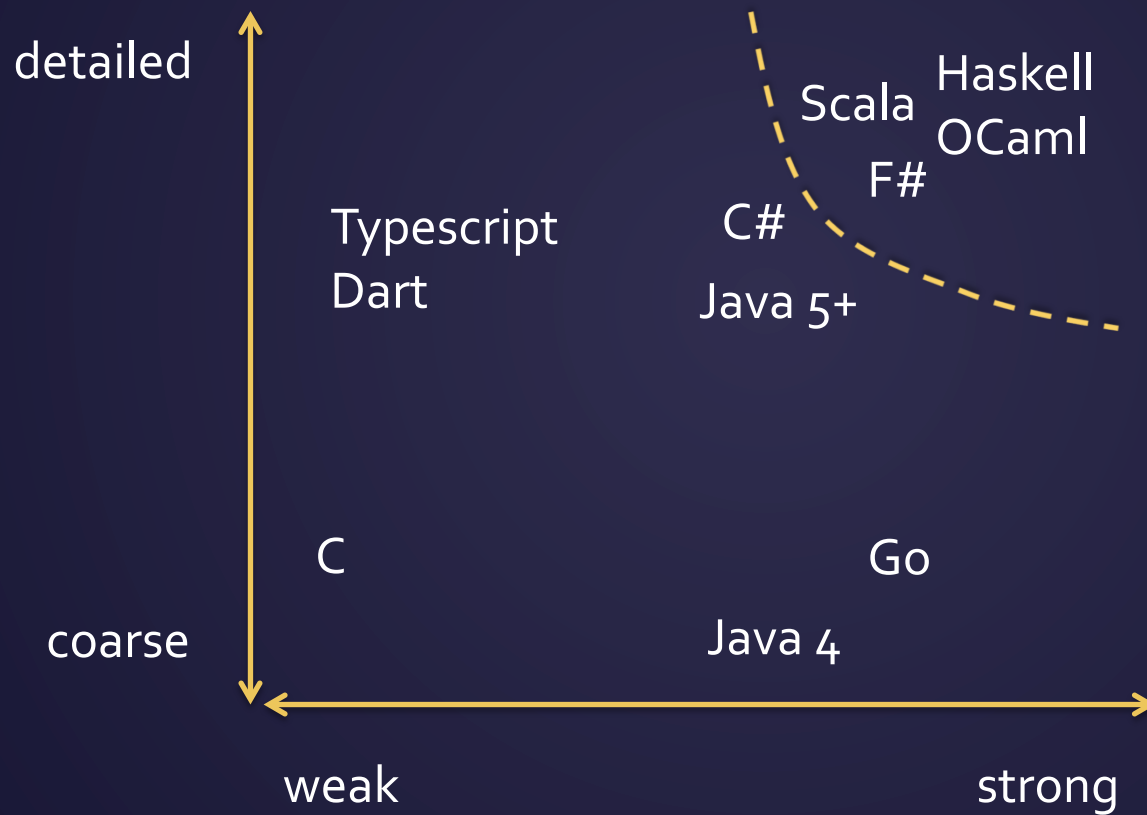 detailed
Haskell
Scala
OCaml
F#
Typescript
C#
Dart
Java 5+
C
Go
coarse
Java 4
weak
strong